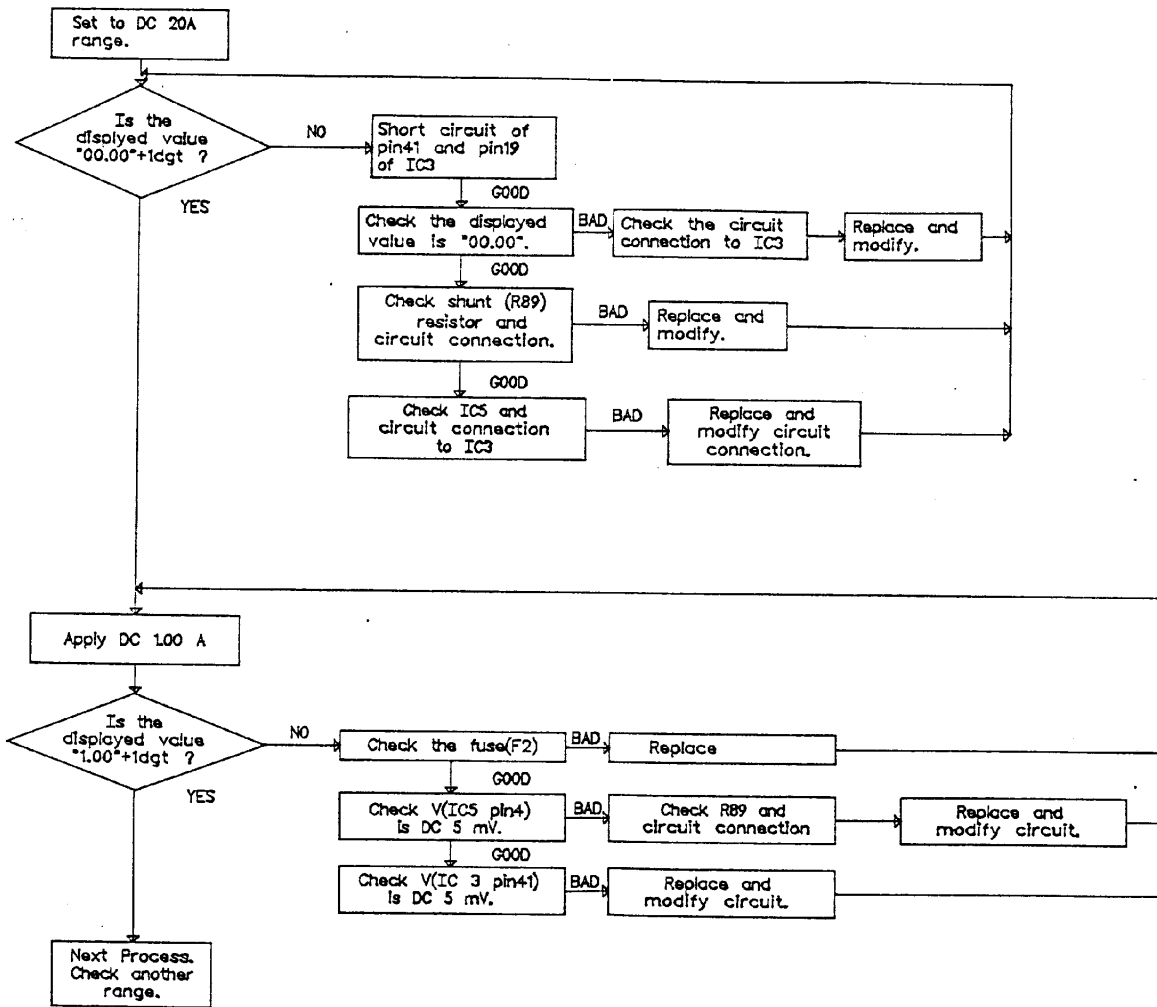 Set to DC 20A
range.
Is the
displyed value
"00.00"+1dgt ?
NO
YES
Short circuit of
pin41 and pin19
of IC3
GOOD
Check the displayed
value is "00.00".
BAD
Check the circuit
connection to IC3
Replace and
modify.
GOOD
Check shunt (R89)
resistor and
circuit connection.
BAD
Replace and
modify.
GOOD
Check IC5 and
circuit connection
to IC3
BAD
Replace and
modify circuit
connection.
Apply DC 1.00 A
Is the
displayed value
"1.00"+1dgt ?
NO
YES
Check the fuse(F2)
BAD
Replace
GOOD
Check V(IC5 pin4)
is DC 5 mV.
BAD
Check R89 and
circuit connection
Replace and
modify circuit.
GOOD
Check V(IC 3 pin41)
is DC 5 mV.
BAD
Replace and
modify circuit.
Next Process.
Check another
range.